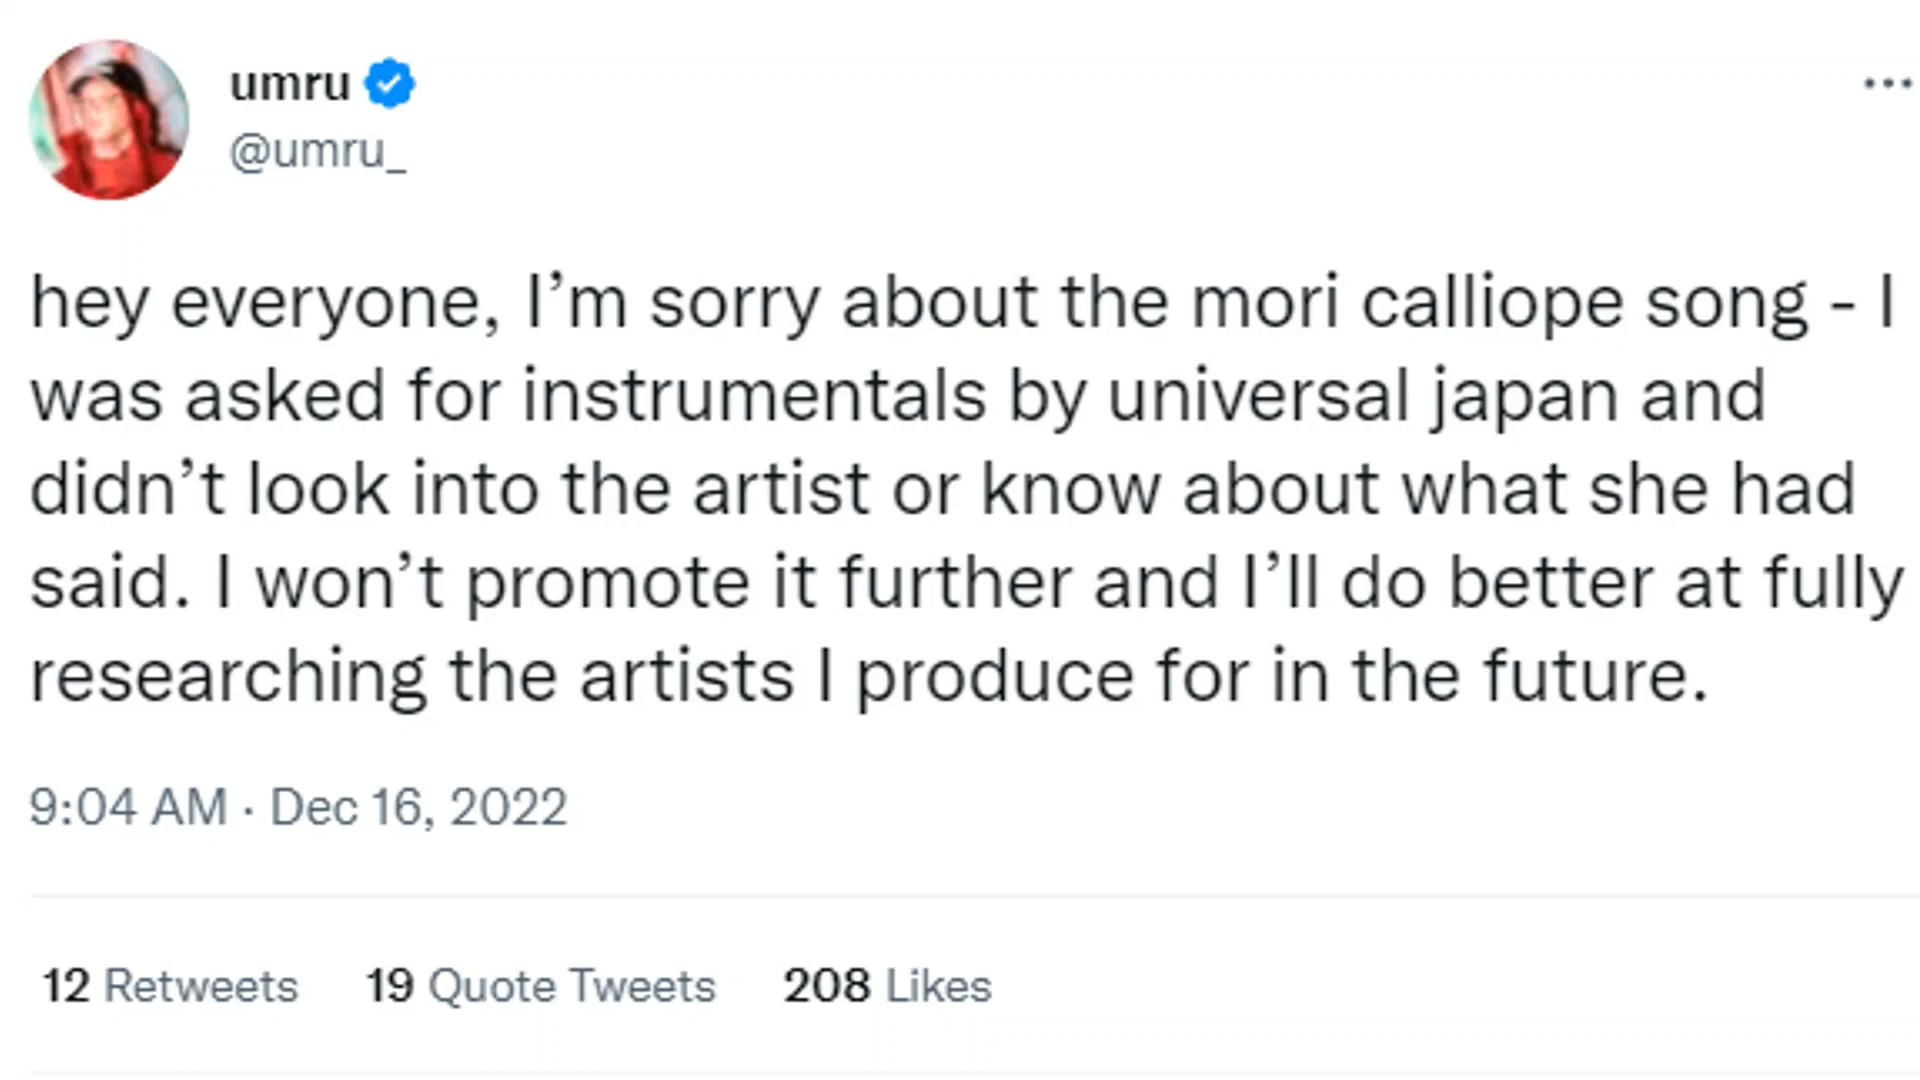 umru
@umru_
hey everyone, I’m sorry about the mori calliope song - I
was asked for instrumentals by universal japan and
didn’t look into the artist or know about what she had
said. I won’t promote it further and I’ll do better at fully
researching the artists I produce for in the future.
9:04 AM · Dec 16, 2022
12 Retweets 19 Quote Tweets 208 Likes